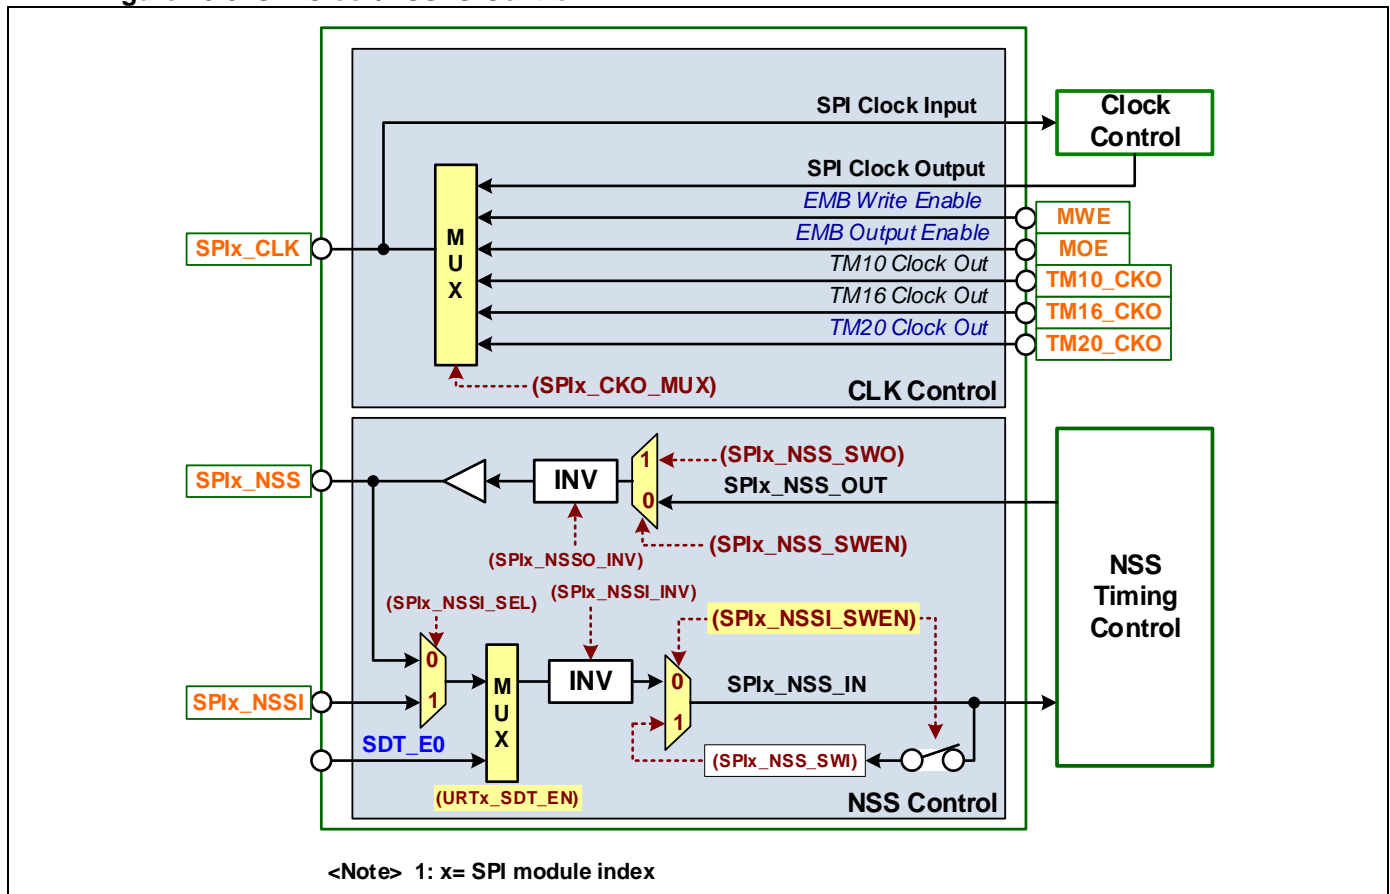 SPI Clock Input
Clock
Control
SPI Clock Output
EMB Write Enable
MWE
EMB Output Enable
MOE
SPIx_CLK
M
U
X
TM10 Clock Out
TM10_CKO
TM16 Clock Out
TM16_CKO
TM20 Clock Out
TM20_CKO
(SPIx_CKO_MUX)
CLK Control
SPIx_NSS
INV
1
0
(SPIx_NSS_SWO)
SPIx_NSS_OUT
(SPIx_NSS_SWEN)
(SPIx_NSSO_INV)
NSS
Timing
Control
(SPIx_NSSI_SEL)
(SPIx_NSSI_INV)
(SPIx_NSSI_SWEN)
0
1
M
U
X
INV
0
1
SPIx_NSS_IN
SPIx_NSSI
SDT_E0
(SPIx_NSS_SWI)
(URTx_SDT_EN)
NSS Control
<Note> 1: x= SPI module index